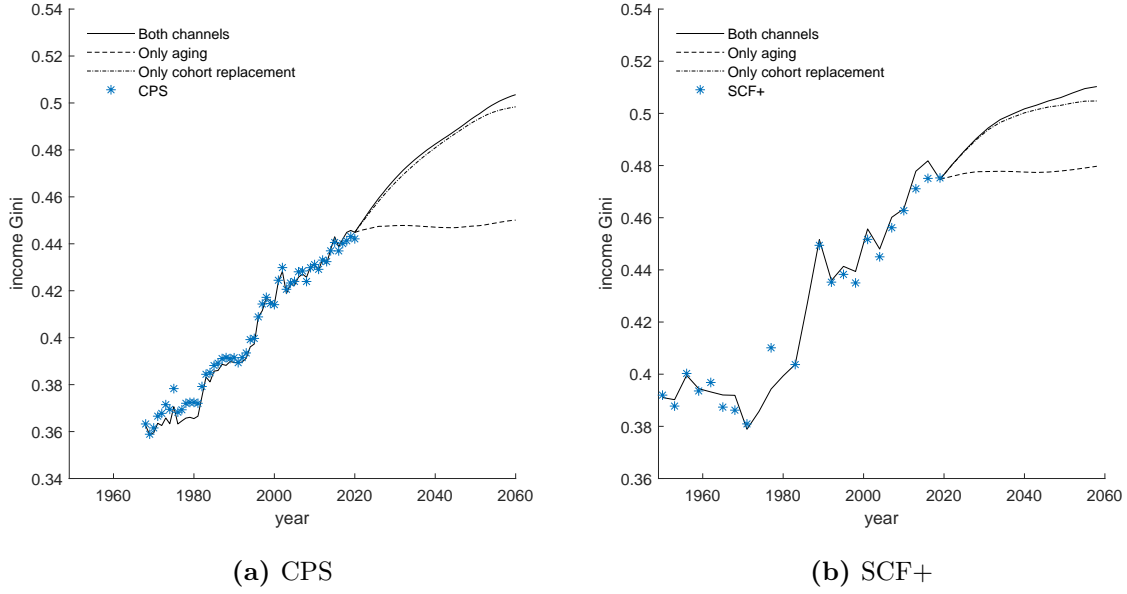 0.54
0.52
0.5
0.48
0.46
0.44
0.42
0.4
0.38
0.36
0.34
income Gini
Both channels
Only aging
Only cohort replacement
CPS
1960 1980 2000 2020 2040 2060
year
(a) CPS
0.54
0.52
0.5
0.48
0.46
0.44
0.42
0.4
0.38
0.36
income Gini
Both channels
Only aging
Only cohort replacement
SCF+
1960 1980 2000 2020 2040 2060
year
(b) SCF+